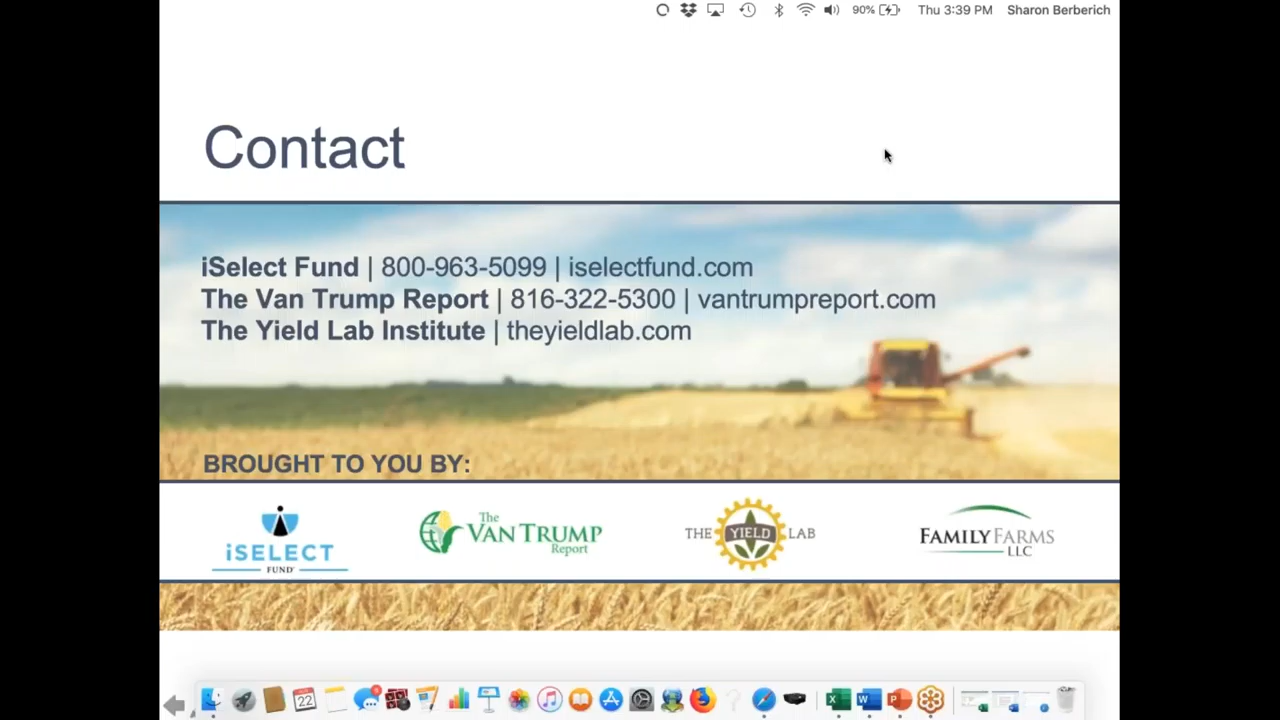 90% Thu 3:39 PM Sharon Berberich
Contact
iSelect Fund | 800-963-5099 | iselectfund.com
The Van Trump Report | 816-322-5300 | vantrumpreport.com
The Yield Lab Institute | theyieldlab.com
BROUGHT TO YOU BY:
iSELECT
FUND
The
VAN TRUMP
Report
THE YIELD LAB
FAMILYFARMS
LLC
22